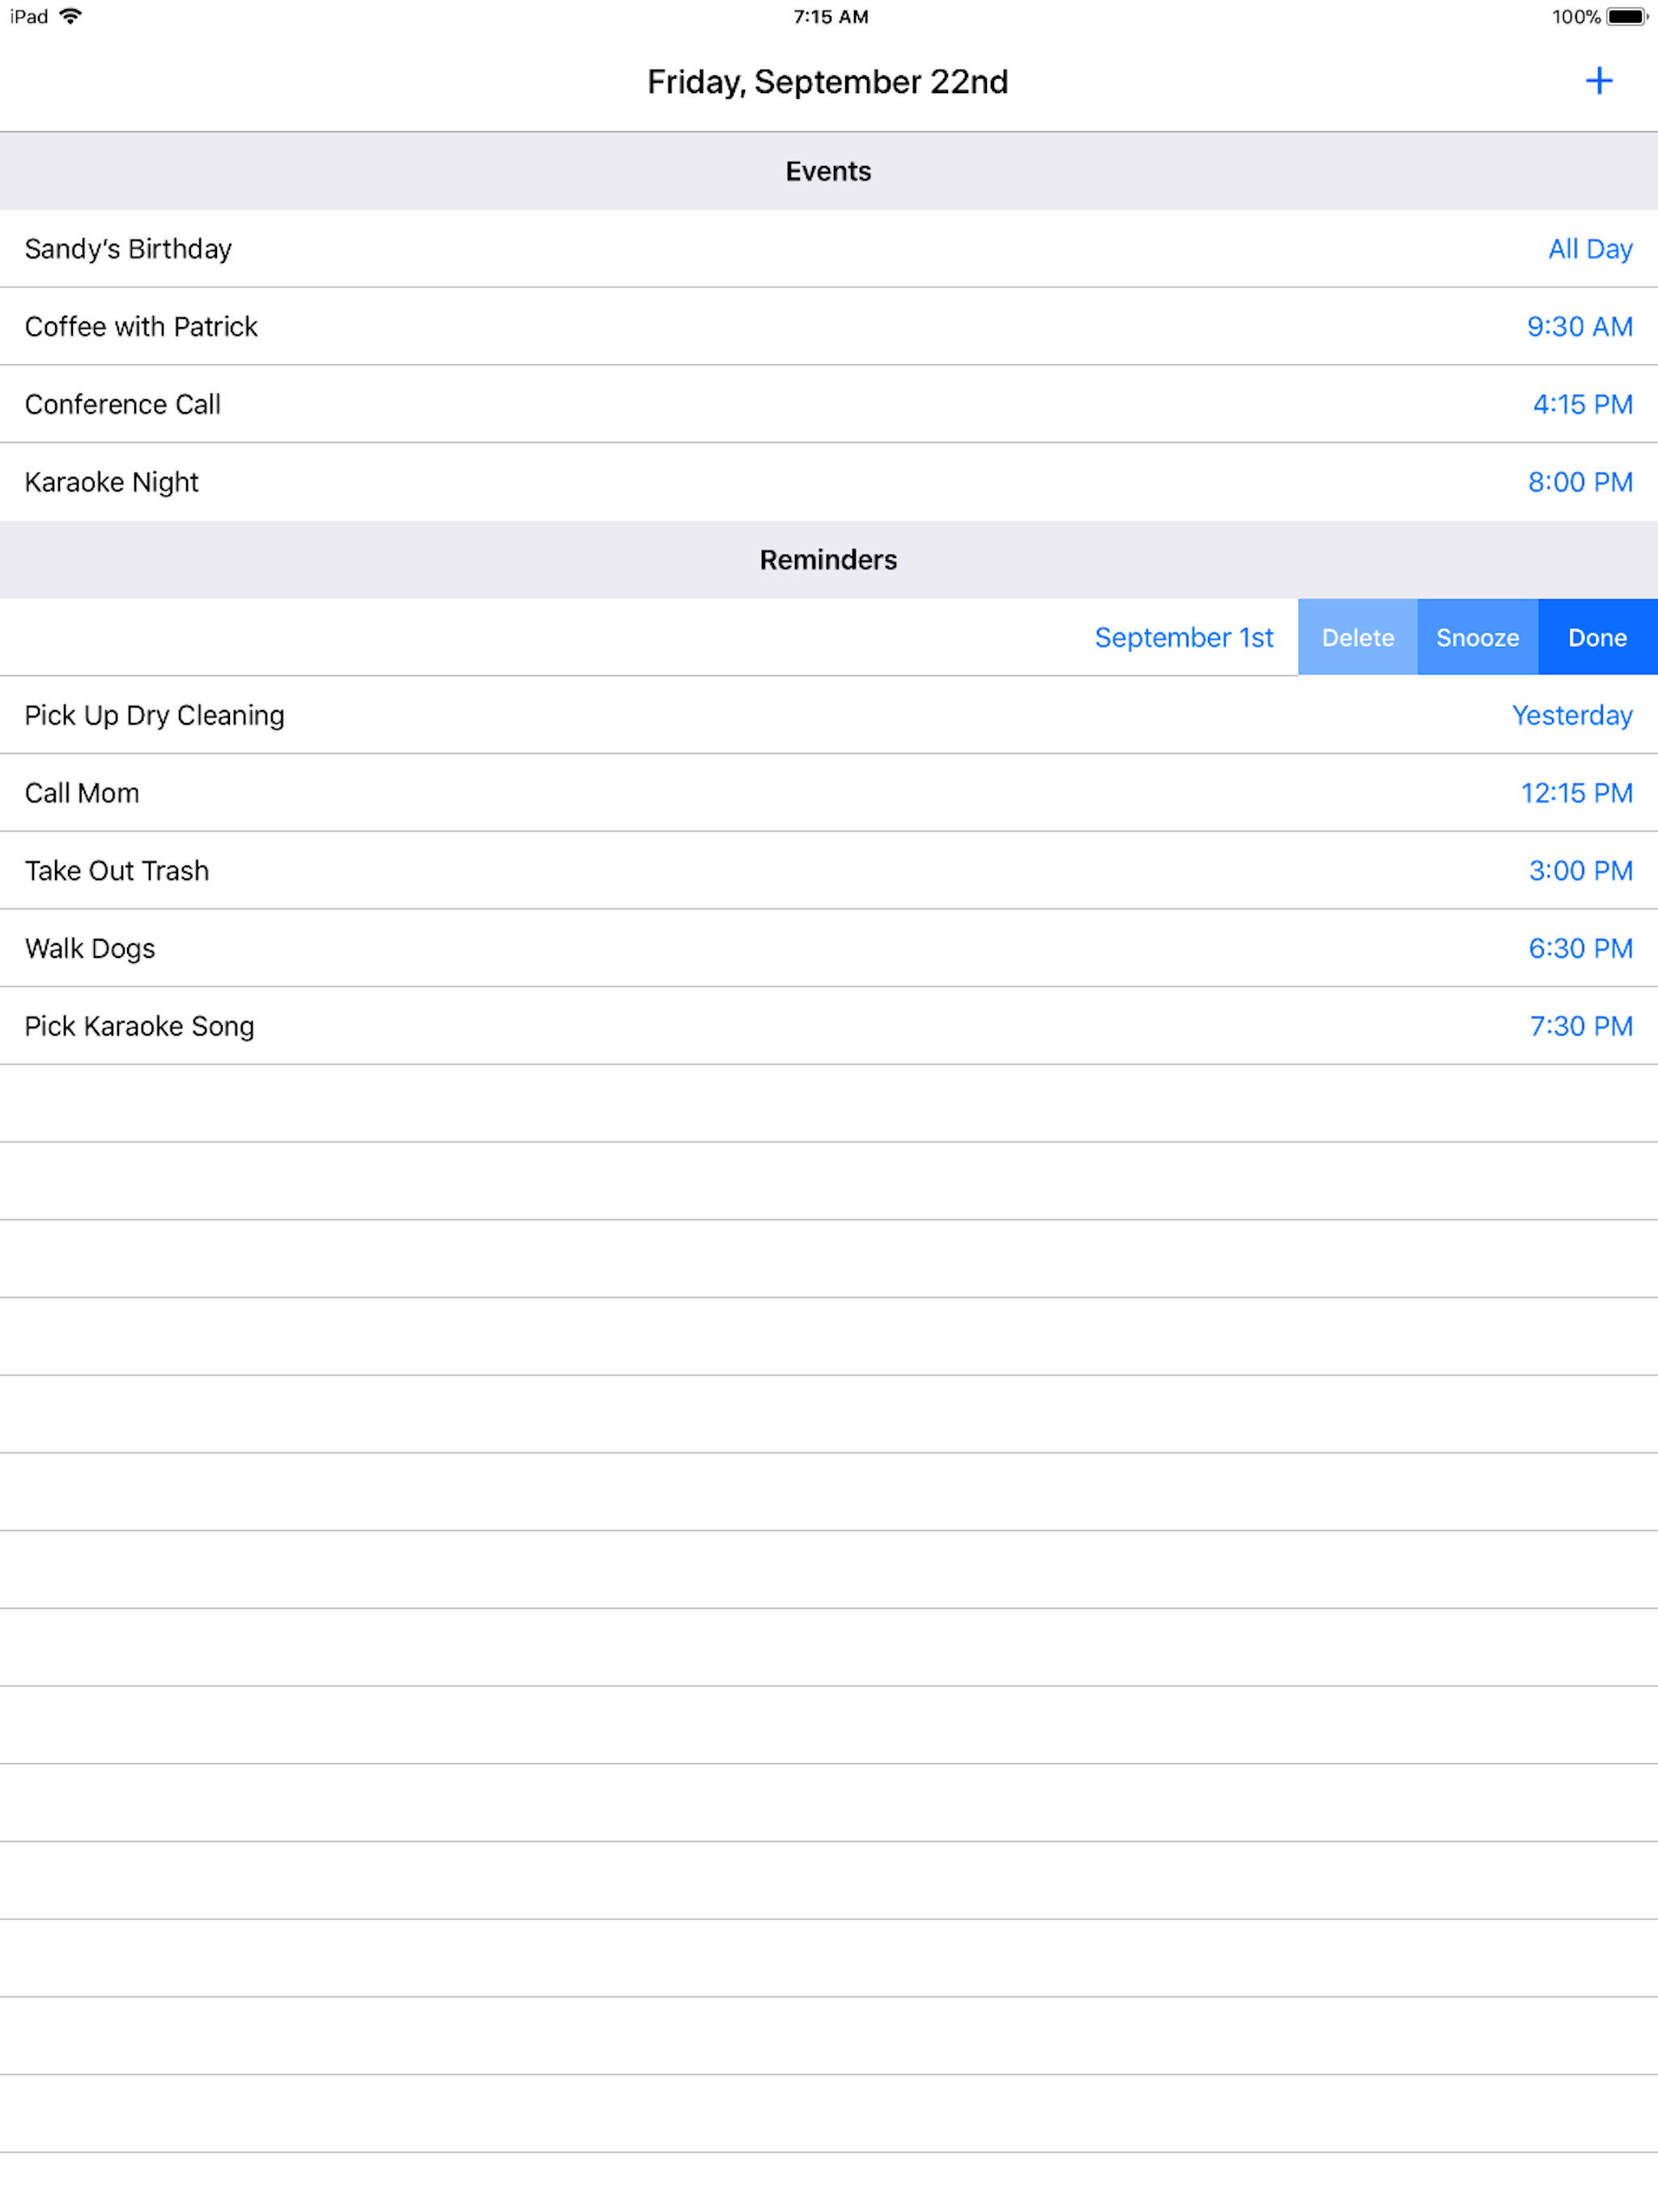 iPad 7:15 AM 100%
Friday, September 22nd +
Events
Sandy’s Birthday All Day
Coffee with Patrick 9:30 AM
Conference Call 4:15 PM
Karaoke Night 8:00 PM
Reminders
September 1st Delete Snooze Done
Pick Up Dry Cleaning Yesterday
Call Mom 12:15 PM
Take Out Trash 3:00 PM
Walk Dogs 6:30 PM
Pick Karaoke Song 7:30 PM